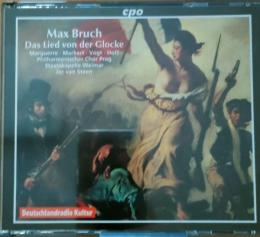 cpo
Max Bruch
Das Lied von der Glocke
Marguerre · Markert · Vogt · Holl
Philharmonischer Chor Prag
Staatskapelle Weimar
Jac van Steen
Deutschlandradio Kultur